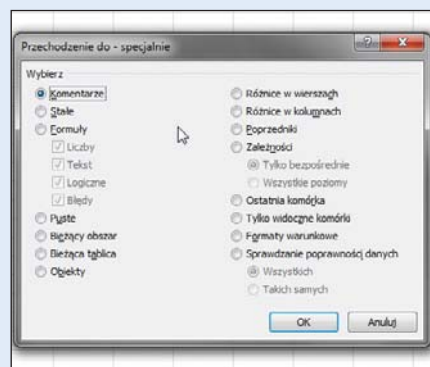 Przechodzenie do - specjalnie
Wybierz
Komentarze
Stałe
Formuły
Liczby
Tekst
Logiczne
Błędy
Puste
Bieżący obszar
Bieżąca tablica
Obiekty
Różnice w wierszach
Różnice w kolumnach
Poprzedniki
Zależności
Tylko bezpośrednie
Wszystkie poziomy
Ostatnia komórka
Tylko widoczne komórki
Formaty warunkowe
Sprawdzanie poprawności danych
Wszystkich
Takich samych
OK
Anuluj